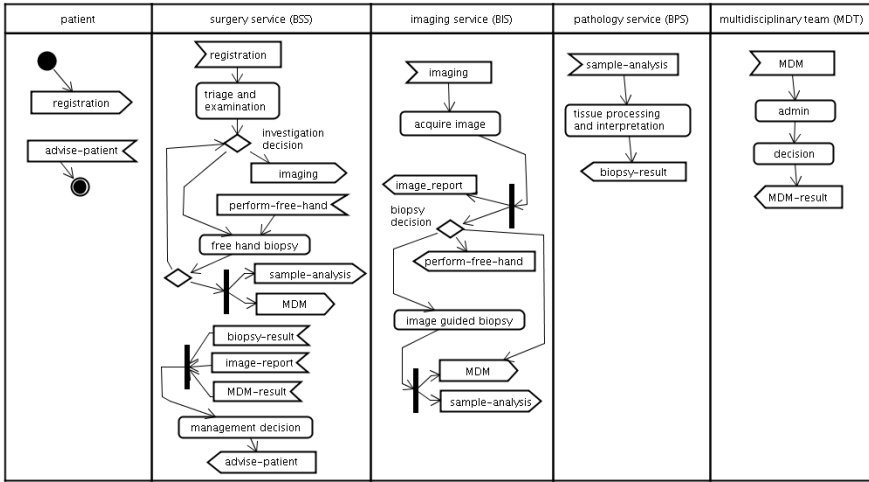 patient
surgery service (BSS)
imaging service (BIS)
pathology service (BPS)
multidisciplinary team (MDT)
registration
advise-patient
registration
triage and
examination
investigation
decision
imaging
perform-free-hand
free hand biopsy
sample-analysis
MDM
biopsy-result
image-report
MDM-result
management decision
advise-patient
imaging
acquire image
image_report
biopsy
decision
perform-free-hand
image guided biopsy
MDM
sample-analysis
sample-analysis
tissue processing
and interpretation
biopsy-result
MDM
admin
decision
MDM-result